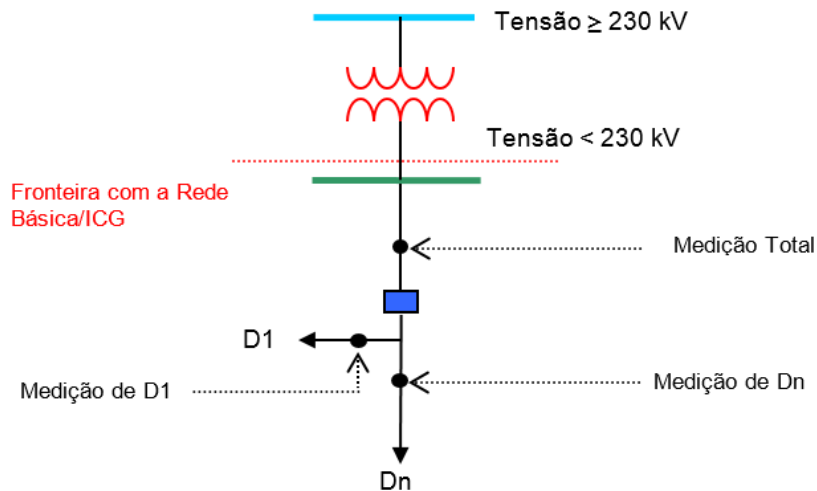 Tensão ≥ 230 kV
Tensão < 230 kV
Fronteira com a Rede
Básica/ICG
Medição Total
D1
Medição de D1
Medição de Dn
Dn